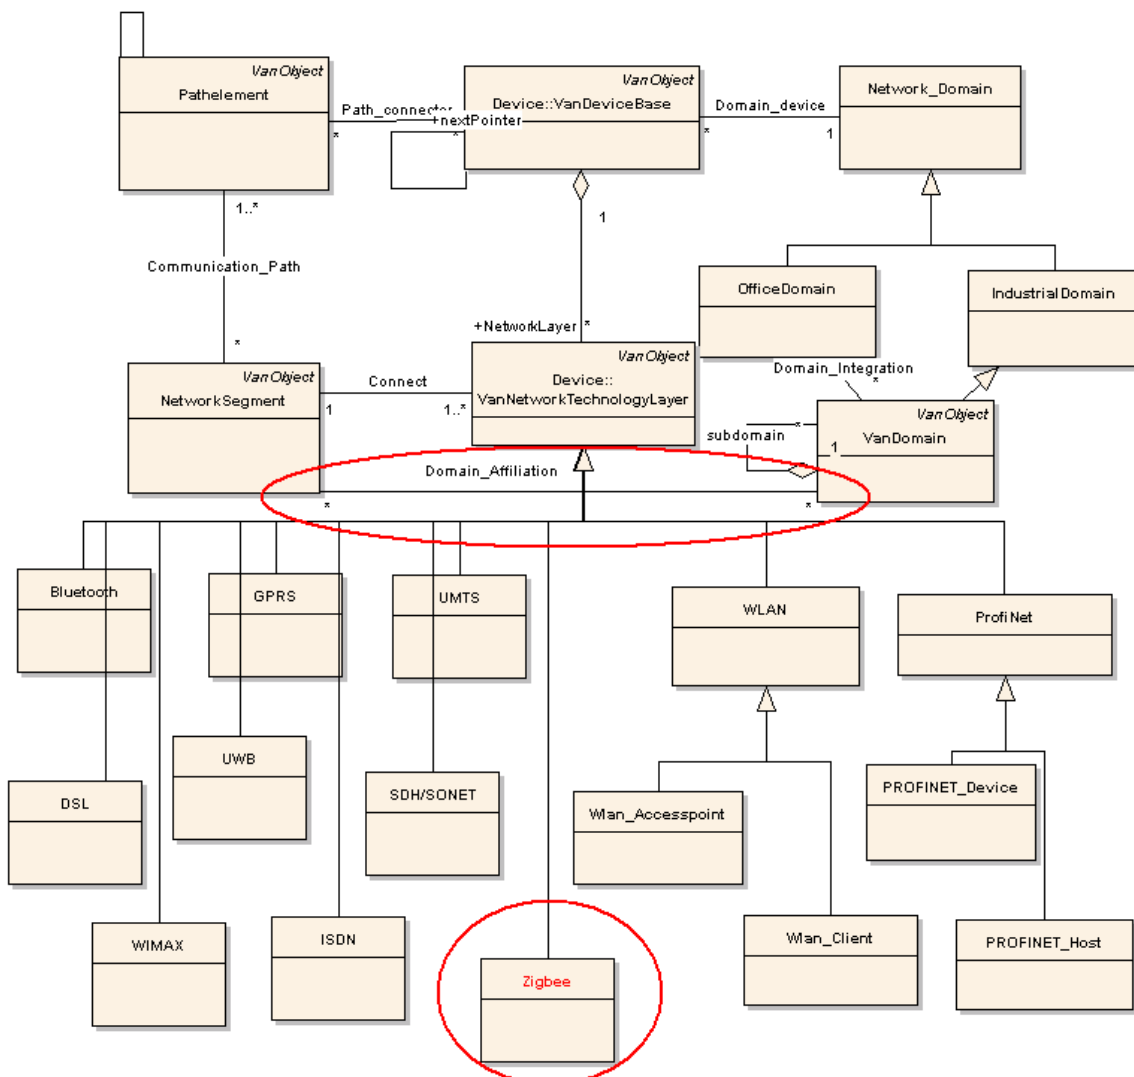 VanObject
Pathelement
VanObject
Device::VanDeviceBase
Network_Domain
Path_connector
+nextPointer
*
*
Domain_device
*
1
1..*
1
Communication_Path
OfficeDomain
IndustrialDomain
+NetworkLayer *
*
VanObject
NetworkSegment
Connect
1
1..*
VanObject
Device::
VanNetworkTechnologyLayer
Domain_Integration
*
VanObject
VanDomain
subdomain
*
1
Domain_Affiliation
*
*
Bluetooth
GPRS
UMTS
WLAN
ProfiNet
UWB
DSL
SDH/SONET
Wlan_Accesspoint
PROFINET_Device
WIMAX
ISDN
Zigbee
Wlan_Client
PROFINET_Host